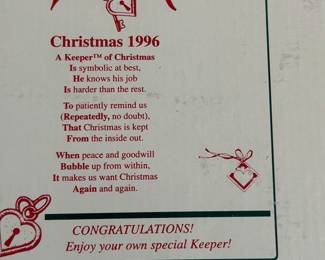 Christmas 1996
A Keeper™ of Christmas
Is symbolic at best,
He knows his job
Is harder than the rest.
To patiently remind us
(Repeatedly, no doubt),
That Christmas is kept
From the inside out.
When peace and goodwill
Bubble up from within,
It makes us want Christmas
Again and again.
CONGRATULATIONS!
Enjoy your own special Keeper!